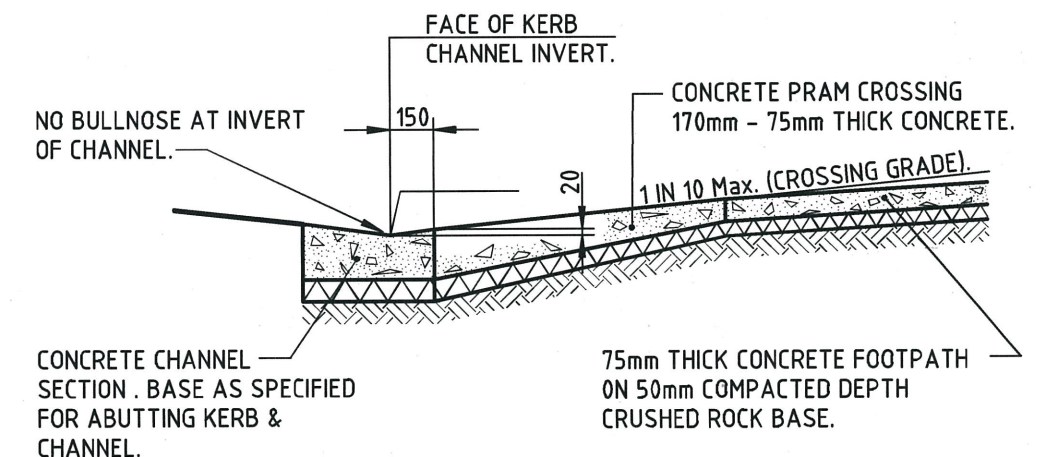 FACE OF KERB
CHANNEL INVERT.
NO BULLNOSE AT INVERT
OF CHANNEL.
150
CONCRETE PRAM CROSSING
170mm - 75mm THICK CONCRETE.
20
1 IN 10 Max. (CROSSING GRADE).
CONCRETE CHANNEL
SECTION . BASE AS SPECIFIED
FOR ABUTTING KERB &
CHANNEL.
75mm THICK CONCRETE FOOTPATH
ON 50mm COMPACTED DEPTH
CRUSHED ROCK BASE.